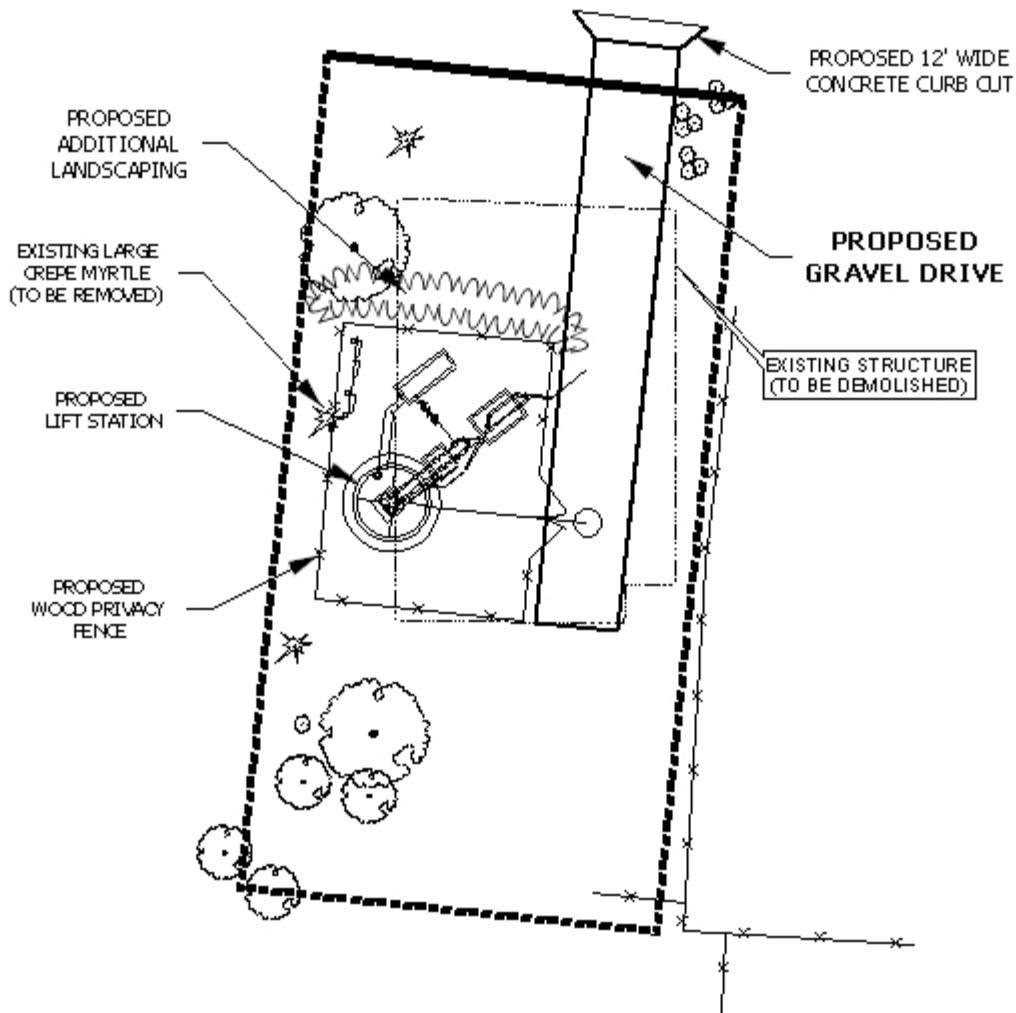 PROPOSED 12' WIDE
CONCRETE CURB CUT
PROPOSED
ADDITIONAL
LANDSCAPING
PROPOSED
GRAVEL DRIVE
EXISTING LARGE
CREPE MYRTLE
(TO BE REMOVED)
EXISTING STRUCTURE
(TO BE DEMOLISHED)
PROPOSED
LIFT STATION
PROPOSED
WOOD PRIVACY
FENCE